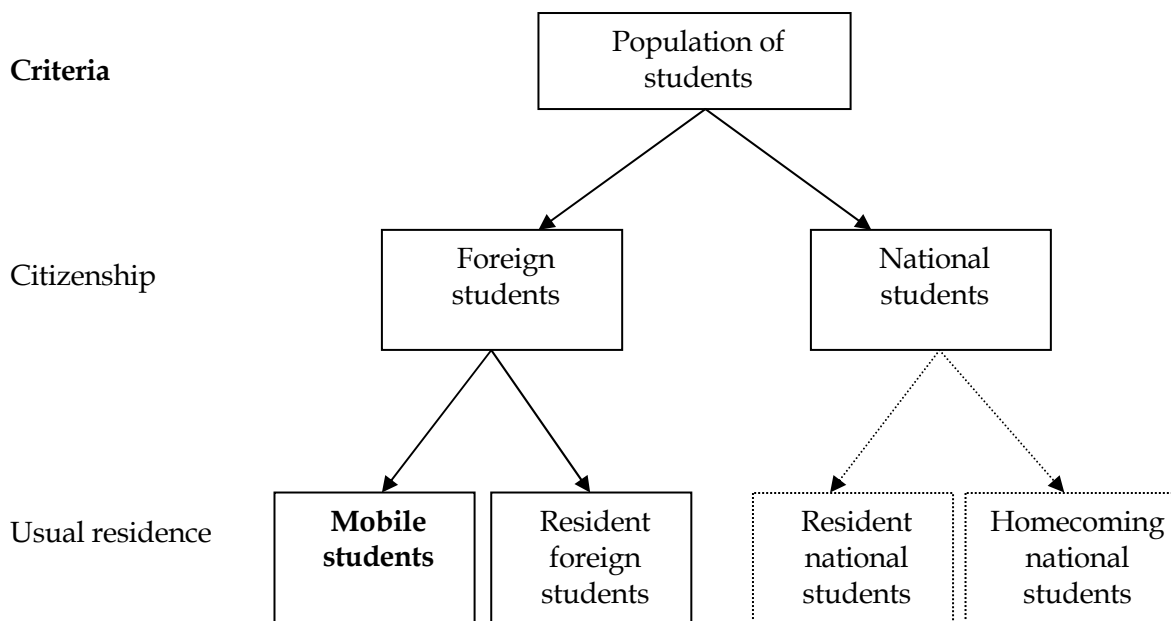 Criteria
Population of
students
Citizenship
Foreign
students
National
students
Usual residence
Mobile
students
Resident
foreign
students
Resident
national
students
Homecoming
national
students